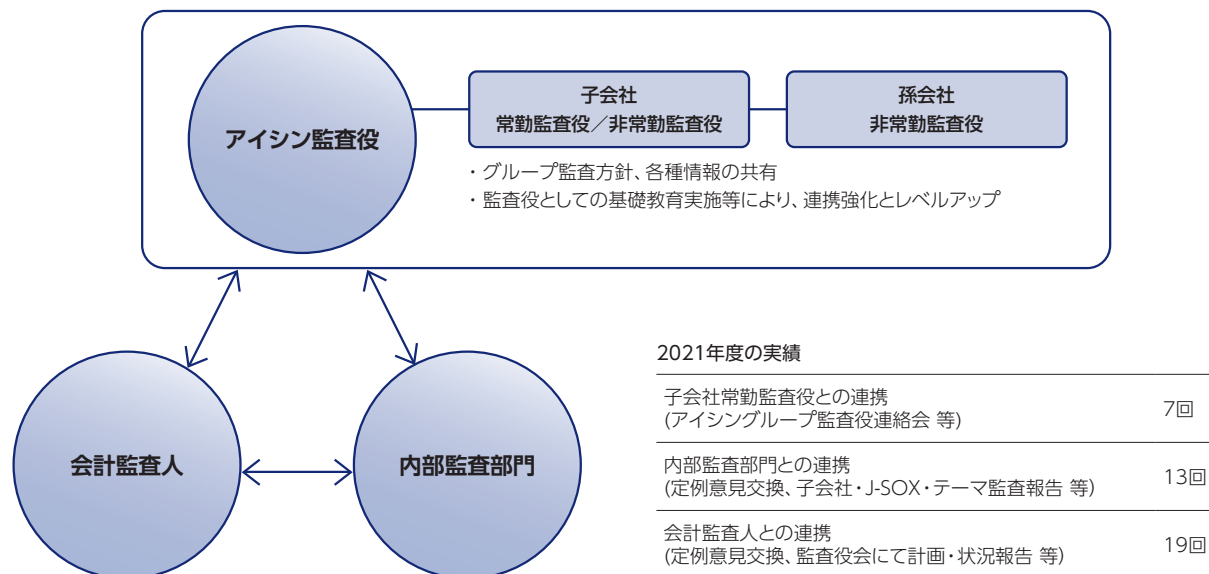 アイシン監査役
子会社
常勤監査役／非常勤監査役
孫会社
非常勤監査役
・グループ監査方針、各種情報の共有
・監査役としての基礎教育実施等により、連携強化とレベルアップ
会計監査人
内部監査部門
2021年度の実績
子会社常勤監査役との連携
(アイシングループ監査役連絡会 等)
7回
内部監査部門との連携
(定例意見交換、子会社・J-SOX・テーマ監査報告 等)
13回
会計監査人との連携
(定例意見交換、監査役会にて計画・状況報告 等)
19回